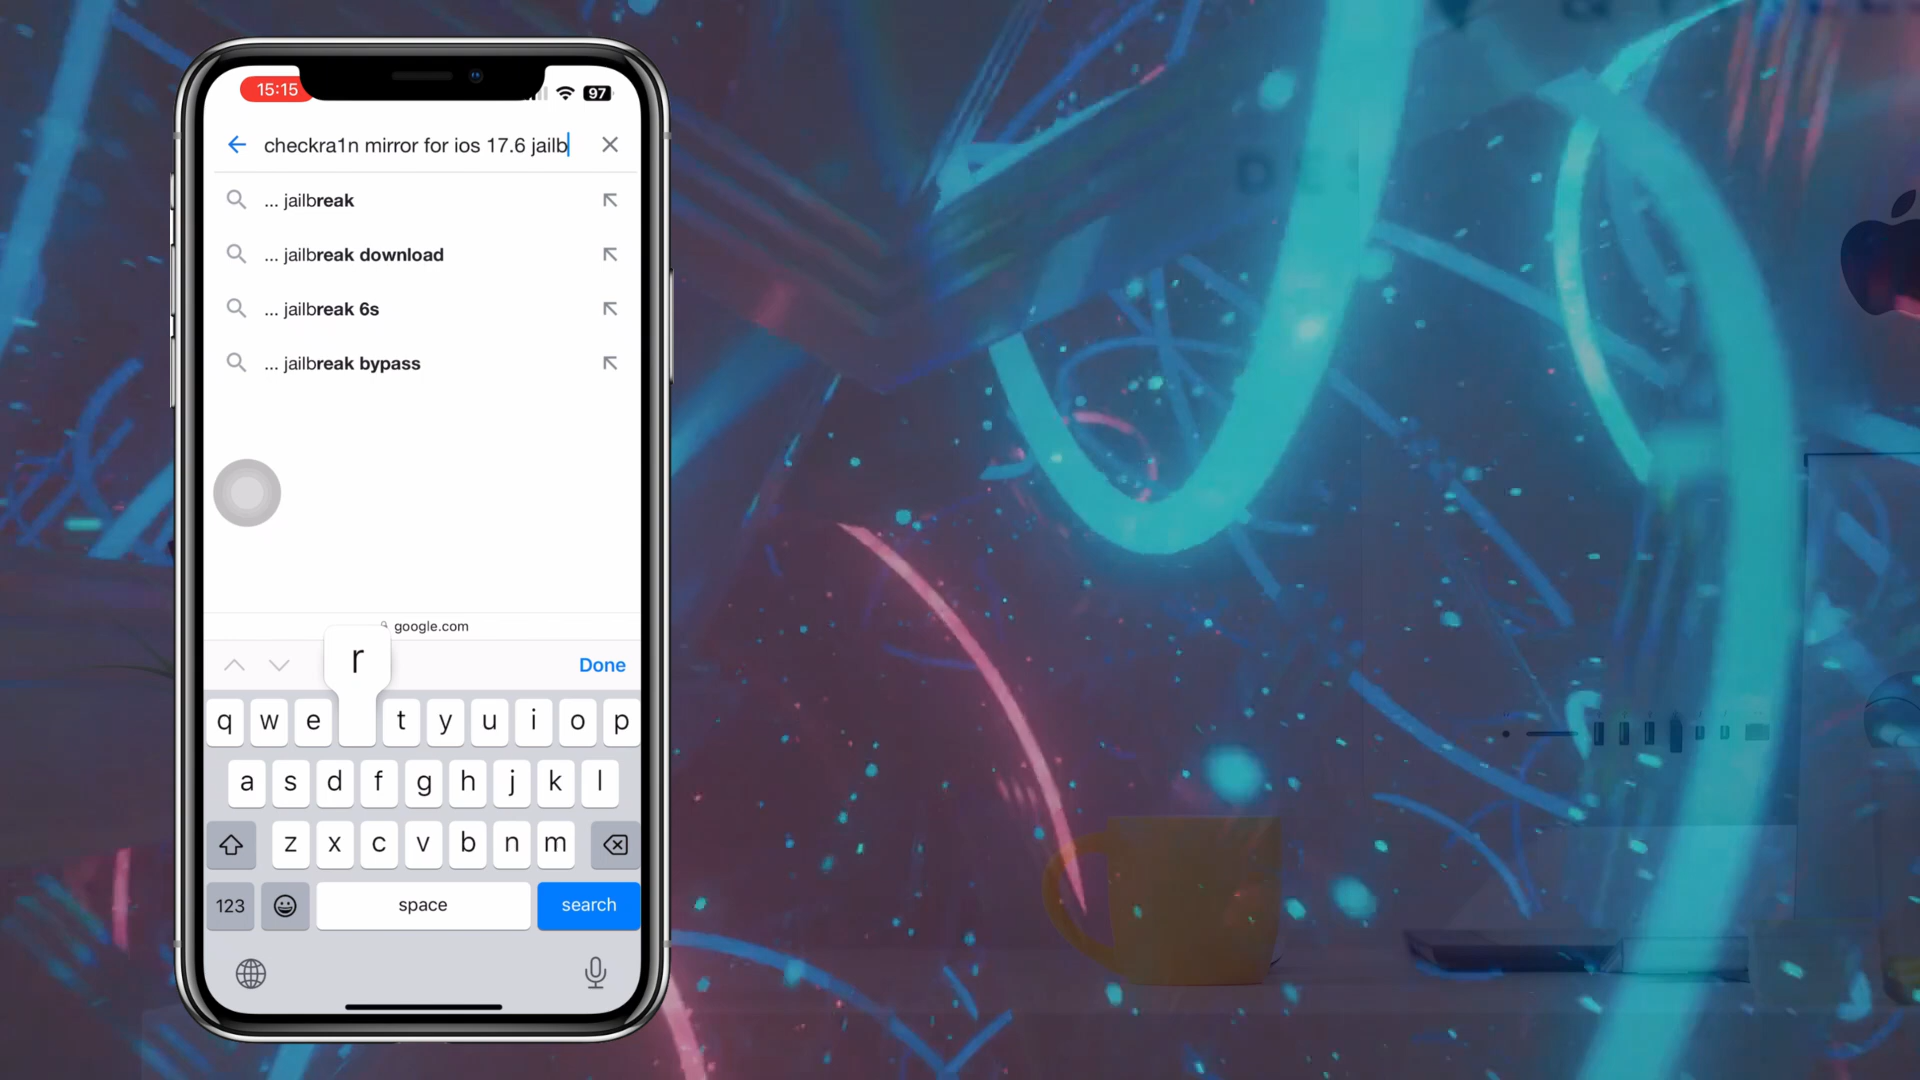 15:15
97
checkra1n mirror for ios 17.6 jailb
... jailbreak
... jailbreak download
... jailbreak 6s
... jailbreak bypass
google.com
r
Done
q w e t y u i o p
a s d f g h j k l
z x c v b n m
123 space search